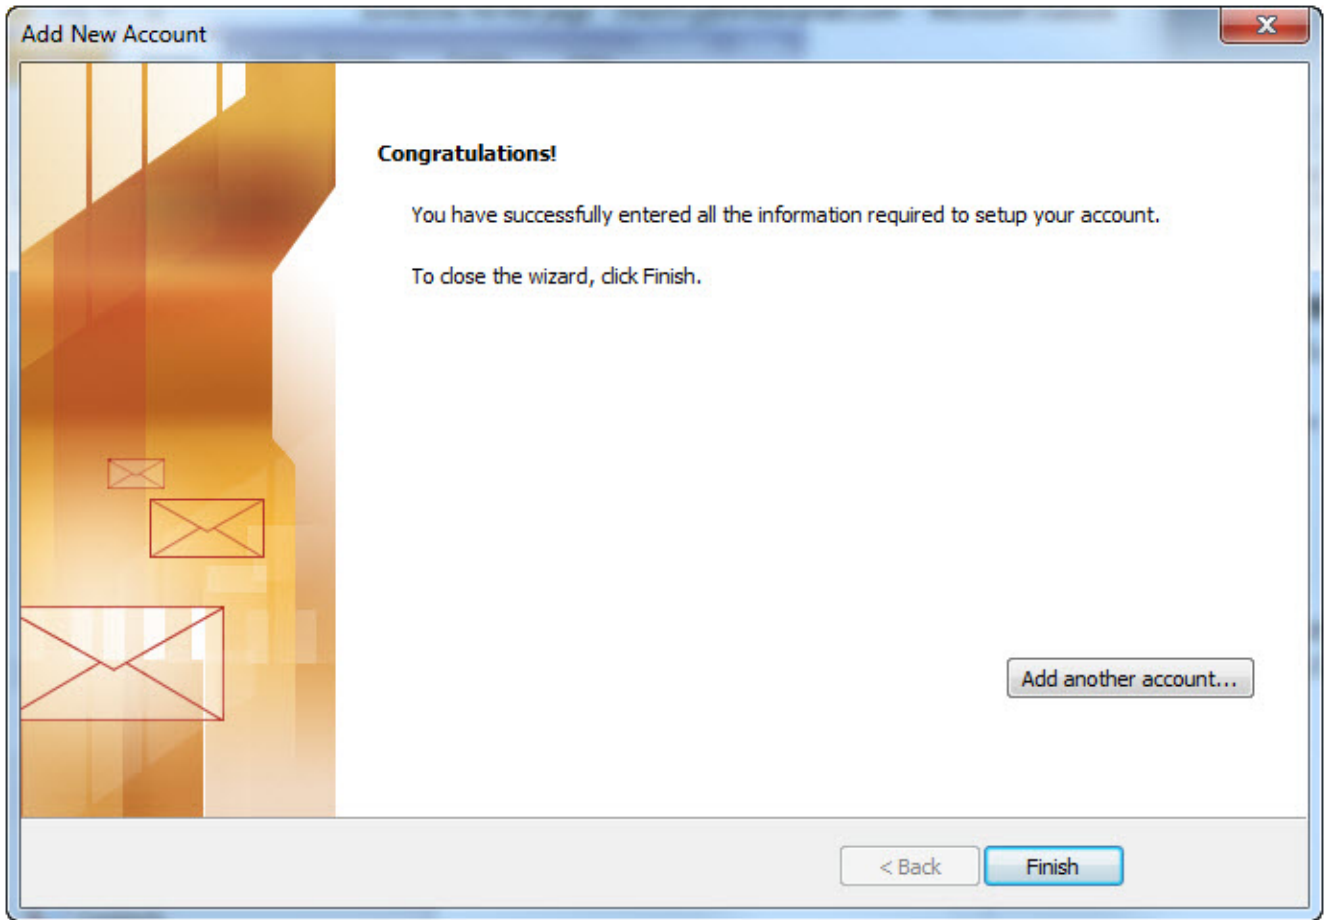 Add New Account
Congratulations!
You have successfully entered all the information required to setup your account.
To close the wizard, click Finish.
Add another account...
< Back
Finish